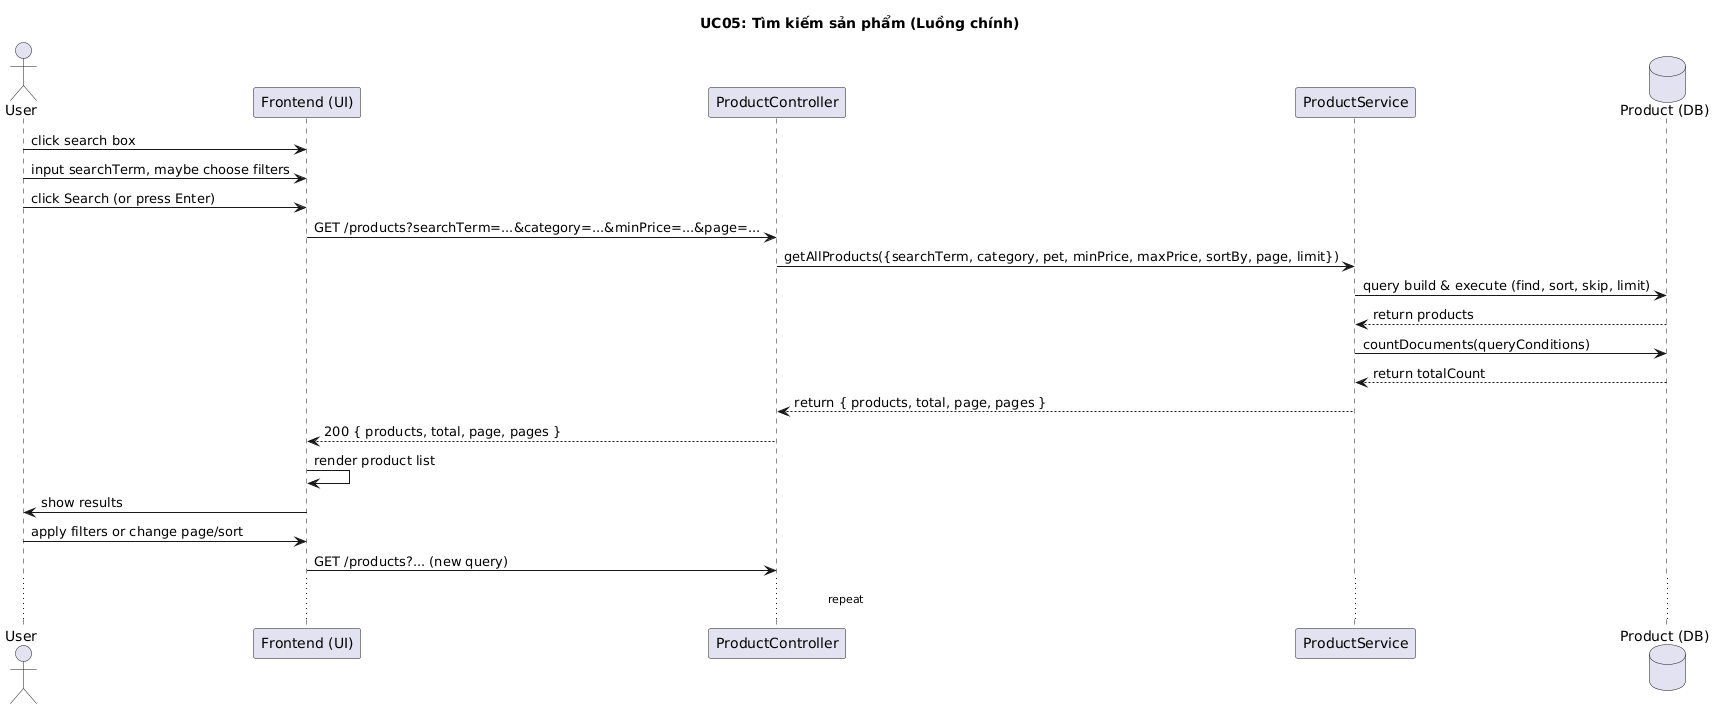 UC05: Tìm kiếm sản phẩm (Luồng chính)
User
Frontend (UI)
ProductController
ProductService
Product (DB)
click search box
input searchTerm, maybe choose filters
click Search (or press Enter)
GET /products?searchTerm=...&category=...&minPrice=...&page=...
getAllProducts({searchTerm, category, pet, minPrice, maxPrice, sortBy, page, limit})
query build & execute (find, sort, skip, limit)
return products
countDocuments(queryConditions)
return totalCount
return { products, total, page, pages }
200 { products, total, page, pages }
render product list
show results
apply filters or change page/sort
GET /products?... (new query)
repeat
User
Frontend (UI)
ProductController
ProductService
Product (DB)